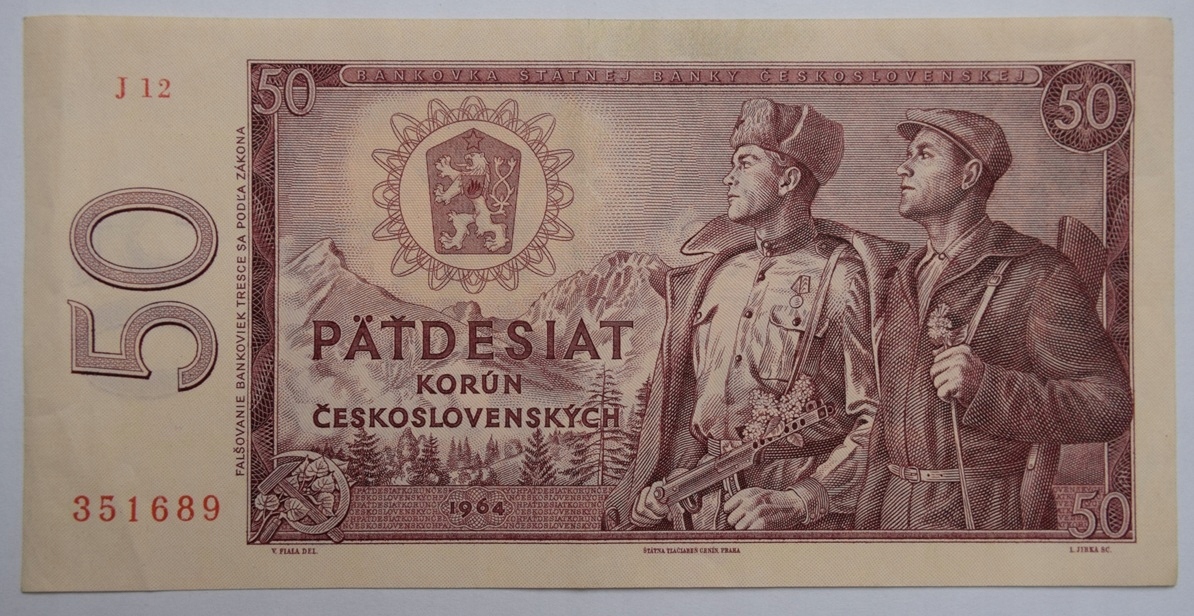 J 12
50
BANKOVKA ŠTÁTNEJ BANKY ČESKOSLOVENSKEJ
50
50
FALŠOVANIE BANKOVIEK TRESCE SA PODĽA ZÁKONA
PÄŤDESIAT
KORÚN
ČESKOSLOVENSKÝCH
351689
1964
50
V. FIALA DEL.
ŠTÁTNA TLAČIAREŇ CENÍN PRAHA
L. JIRKA SC.